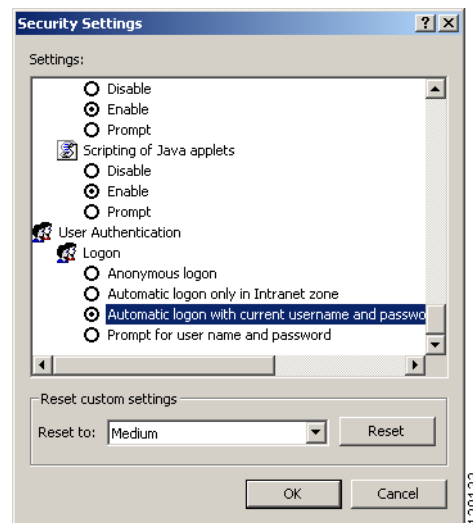 Security Settings
Settings:
Disable
Enable
Prompt
Scripting of Java applets
Disable
Enable
Prompt
User Authentication
Logon
Anonymous logon
Automatic logon only in Intranet zone
Automatic logon with current username and passwo
Prompt for user name and password
Reset custom settings
Reset to: Medium Reset
OK Cancel